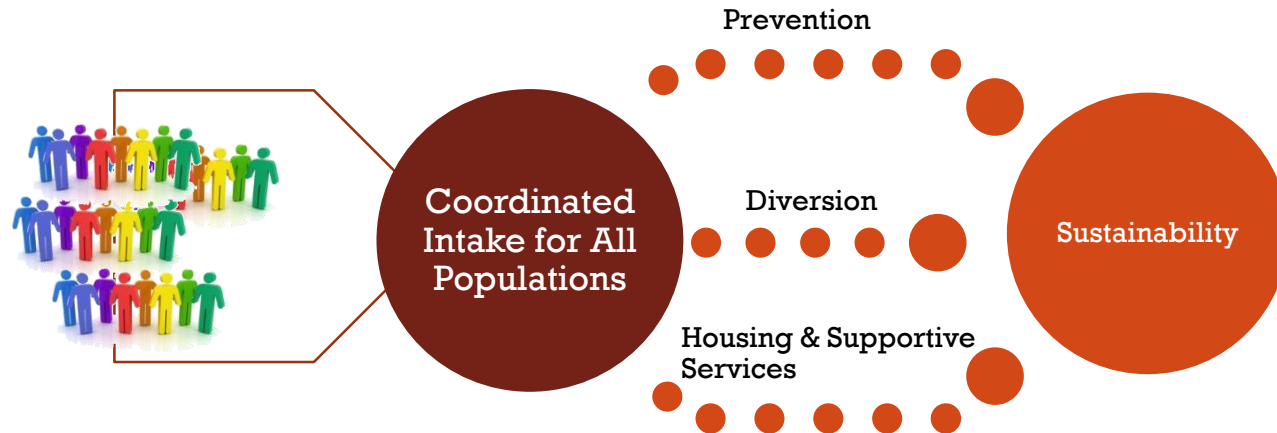 Prevention
Coordinated
Intake for All
Populations
Diversion
Sustainability
Housing & Supportive
Services